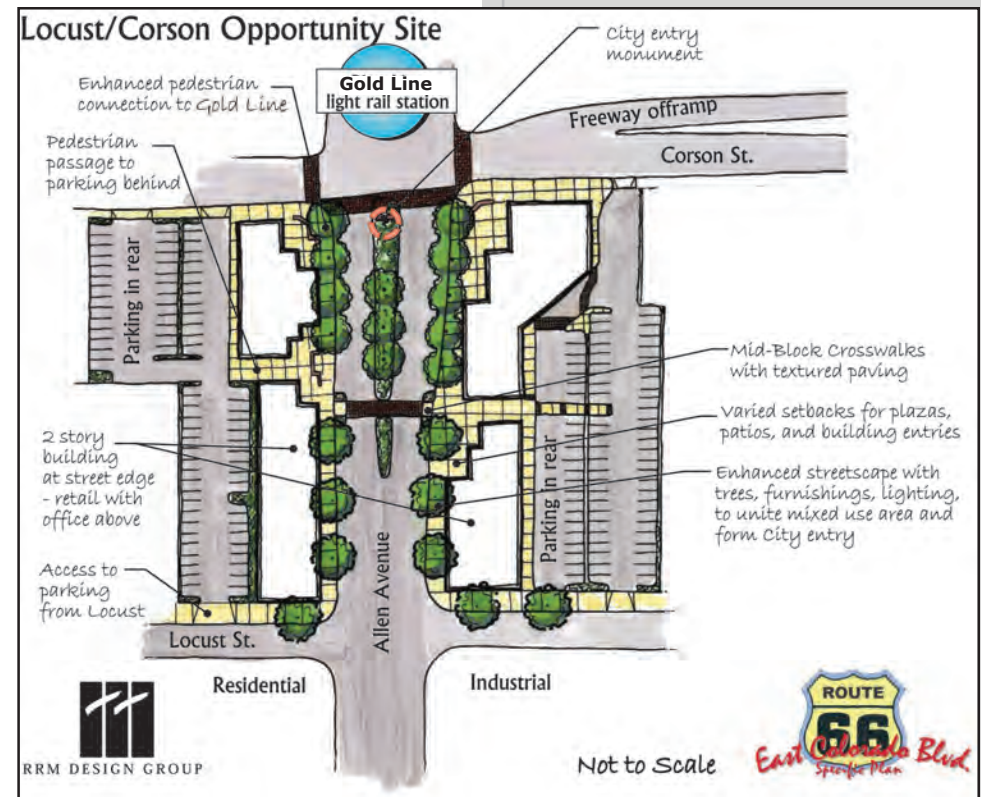 Locust/Corson Opportunity Site
City entry
monument
Gold Line
light rail station
Enhanced pedestrian
connection to Gold Line
Freeway offramp
Corson St.
Pedestrian
passage to
parking behind
Parking in rear
Mid-Block Crosswalks
with textured paving
Varied setbacks for plazas,
patios, and building entries
2 story
building
at street edge
- retail with
office above
Parking in rear
Enhanced streetscape with
trees, furnishings, lighting,
to unite mixed use area and
form City entry
Allen Avenue
Access to
parking
from Locust
Locust St.
Residential
Industrial
RRM DESIGN GROUP
Not to Scale
ROUTE
66
East Colorado Blvd.
Specific Plan